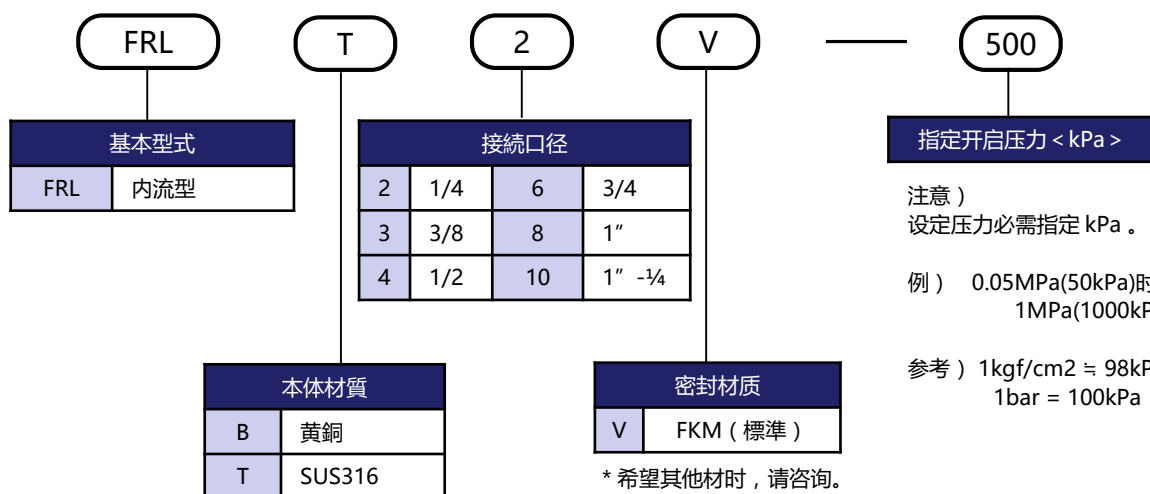 FRL T 2 V — 500
基本型式
FRL 内流型
接続口径
2 1/4 6 3/4
3 3/8 8 1”
4 1/2 10 1” -¼
本体材質
B 黄銅
T SUS316
密封材质
V FKM（標準）
* 希望其他材时，请咨询。
指定开启压力＜kPa＞
注意）
设定压力必需指定 kPa 。
例） 0.05MPa(50kPa)时
1MPa(1000kP
参考）1kgf/cm2 ≒ 98kP
1bar = 100kPa